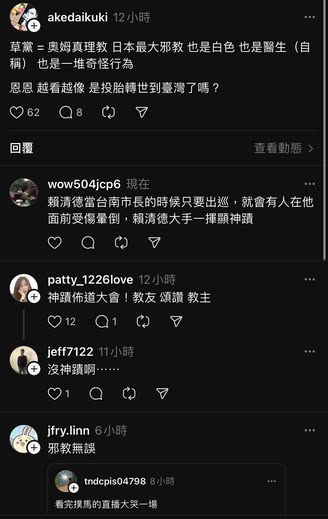 akedaikuki 12小時
草黨 = 奧姆真理教 日本最大邪教 也是白色 也是醫生（自
稱） 也是一堆奇怪行為
恩恩 越看越像 是投胎轉世到臺灣了嗎？
62 8
回覆 查看動態
wow504jcp6 現在
賴清德當台南市長的時候只要出巡，就會有人在他
面前受傷暈倒，賴清德大手一揮顯神蹟
patty_1226love 12小時
神蹟佈道大會！教友 頌讚 教主
12 1
jeff7122 11小時
沒神蹟啊⋯⋯
1
jfry.linn 6小時
邪教無誤
tndcpis04798 8小時
看完撲馬的直播大哭一場